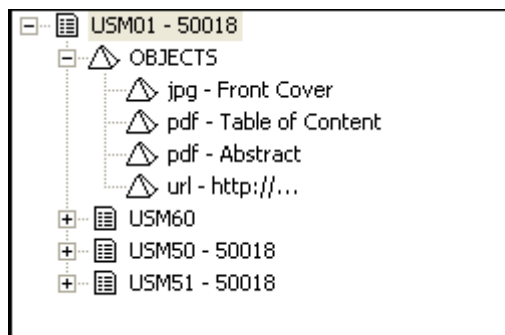 USM01 - 50018
OBJECTS
jpg - Front Cover
pdf - Table of Content
pdf - Abstract
url - http://...
USM60
USM50 - 50018
USM51 - 50018